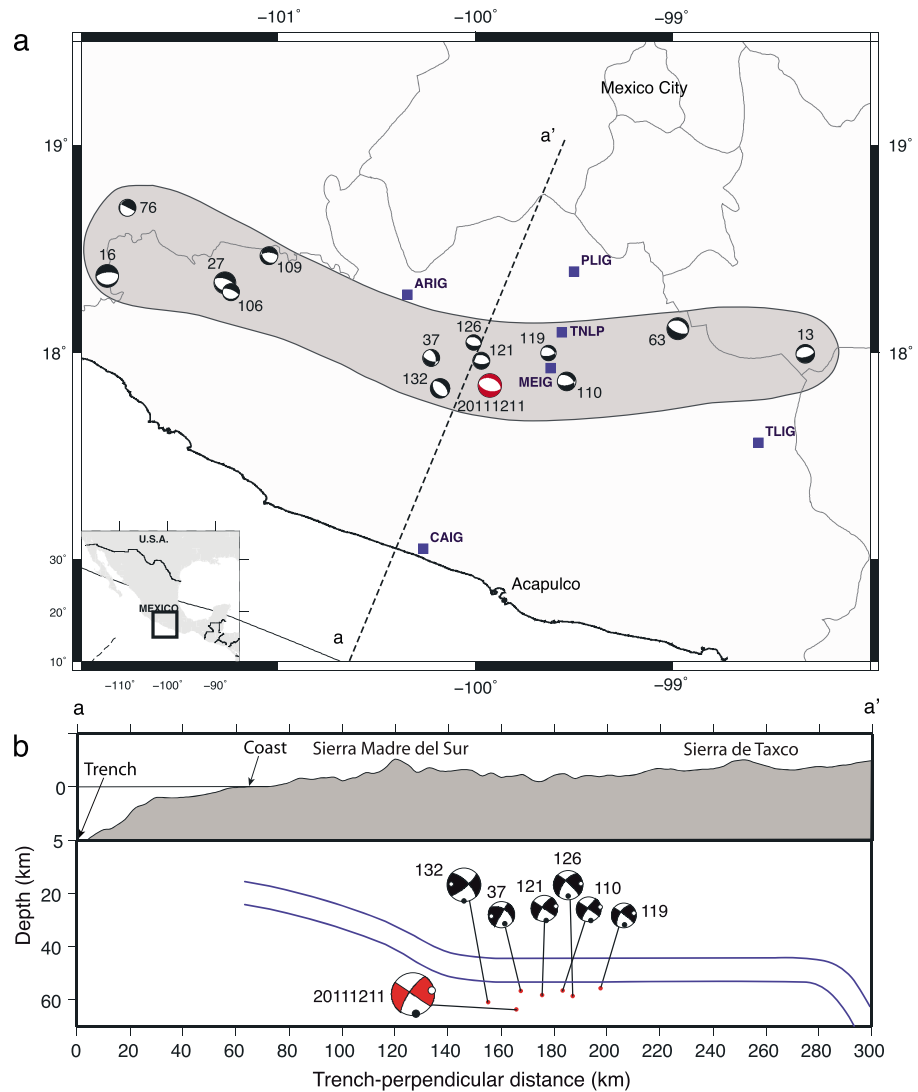 −101°
−100°
−99°
a
Mexico City
a’
19°
19°
76
16
27
109
106
ARIG
PLIG
126
TNLP
37
121
119
63
13
18°
18°
132
MEIG
110
20111211
TLIG
CAIG
Acapulco
U.S.A.
MEXICO
30°
20°
10°
−110°
−100°
−90°
a
−100°
−99°
a
a’
b
Coast
Sierra Madre del Sur
Sierra de Taxco
Trench
0
5
Depth (km)
20
40
60
132
37
121
126
110
119
20111211
0
20
40
60
80
100
120
140
160
180
200
220
240
260
280
300
Trench-perpendicular distance (km)